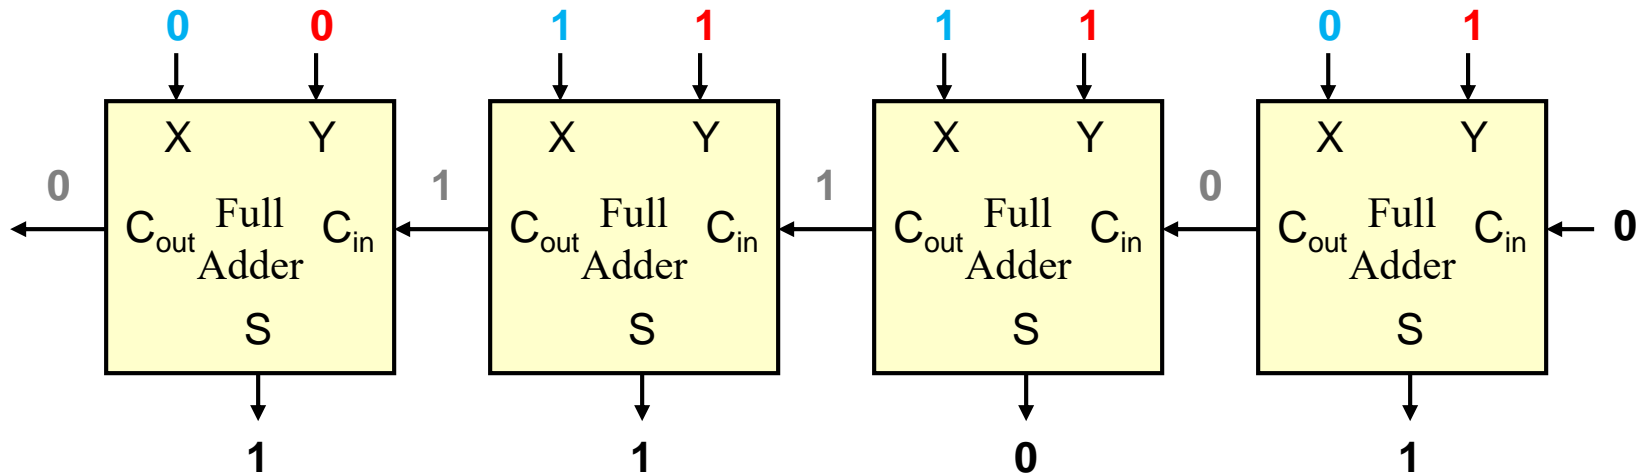 0 0 1 1 1 1 0 1
X Y X Y X Y X Y
0 1 1 0
Cout Full Cin Cout Full Cin Cout Full Cin Cout Full Cin 0
Adder Adder Adder Adder
S S S S
1 1 0 1